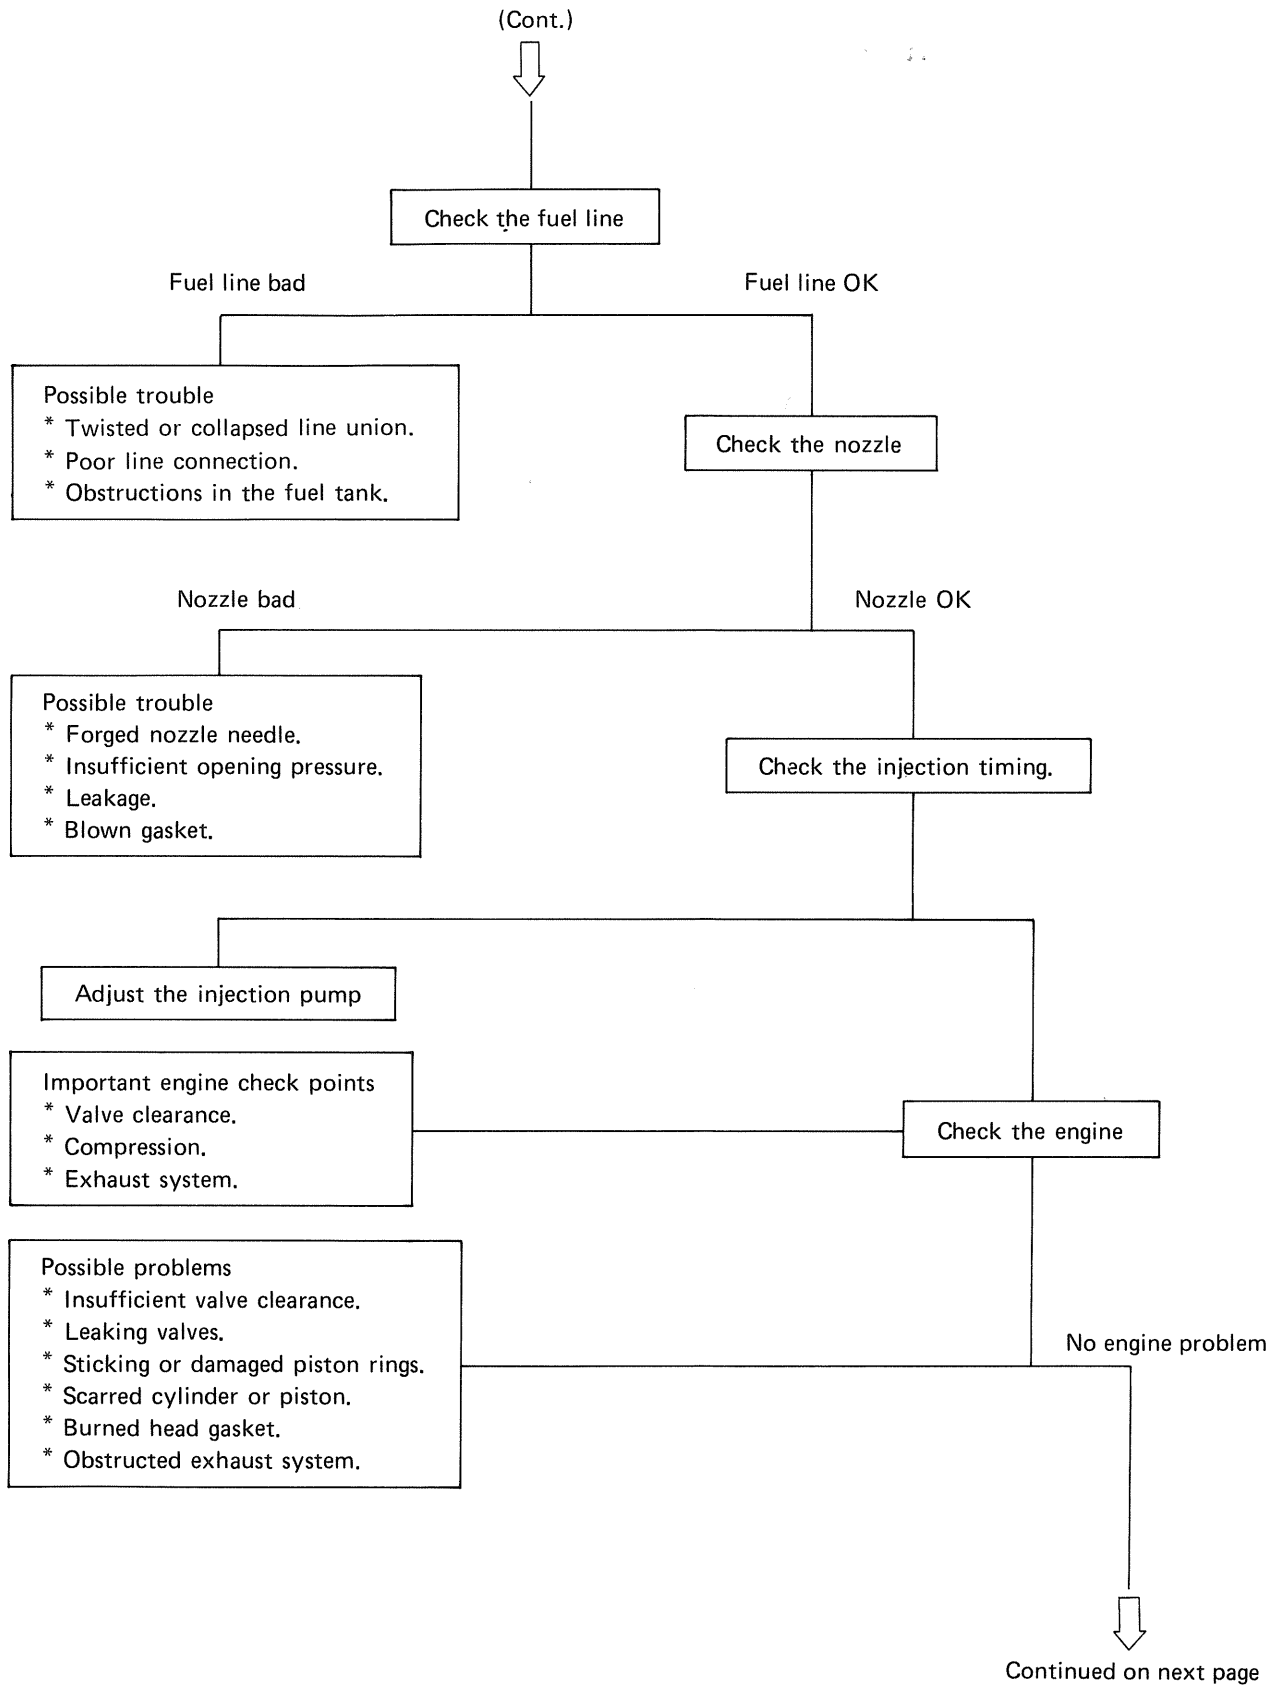 (Cont.)
Check the fuel line
Fuel line bad
Fuel line OK
Possible trouble
* Twisted or collapsed line union.
* Poor line connection.
* Obstructions in the fuel tank.
Check the nozzle
Nozzle bad
Nozzle OK
Possible trouble
* Forged nozzle needle.
* Insufficient opening pressure.
* Leakage.
* Blown gasket.
Check the injection timing.
Adjust the injection pump
Important engine check points
* Valve clearance.
* Compression.
* Exhaust system.
Check the engine
Possible problems
* Insufficient valve clearance.
* Leaking valves.
* Sticking or damaged piston rings.
* Scarred cylinder or piston.
* Burned head gasket.
* Obstructed exhaust system.
No engine problem
Continued on next page